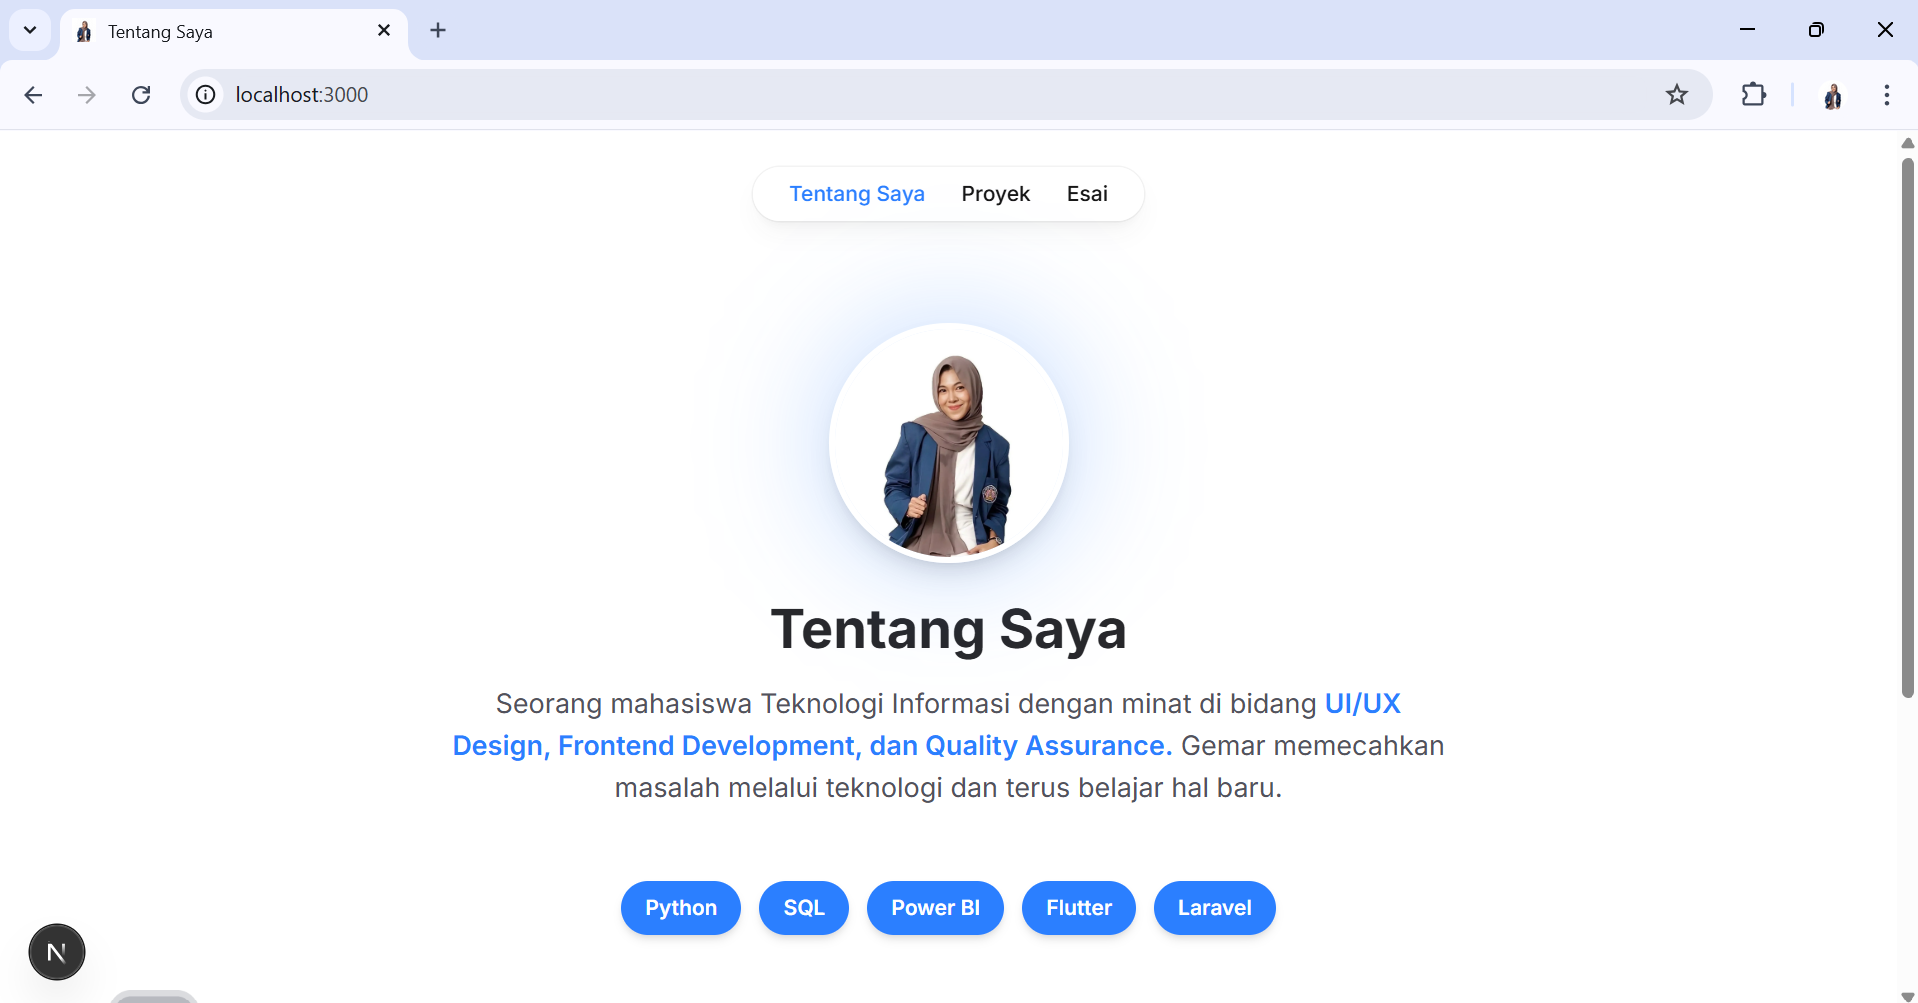 Tentang Saya
localhost:3000
Tentang Saya Proyek Esai
Tentang Saya
Seorang mahasiswa Teknologi Informasi dengan minat di bidang UI/UX
Design, Frontend Development, dan Quality Assurance. Gemar memecahkan
masalah melalui teknologi dan terus belajar hal baru.
Python SQL Power BI Flutter Laravel
N